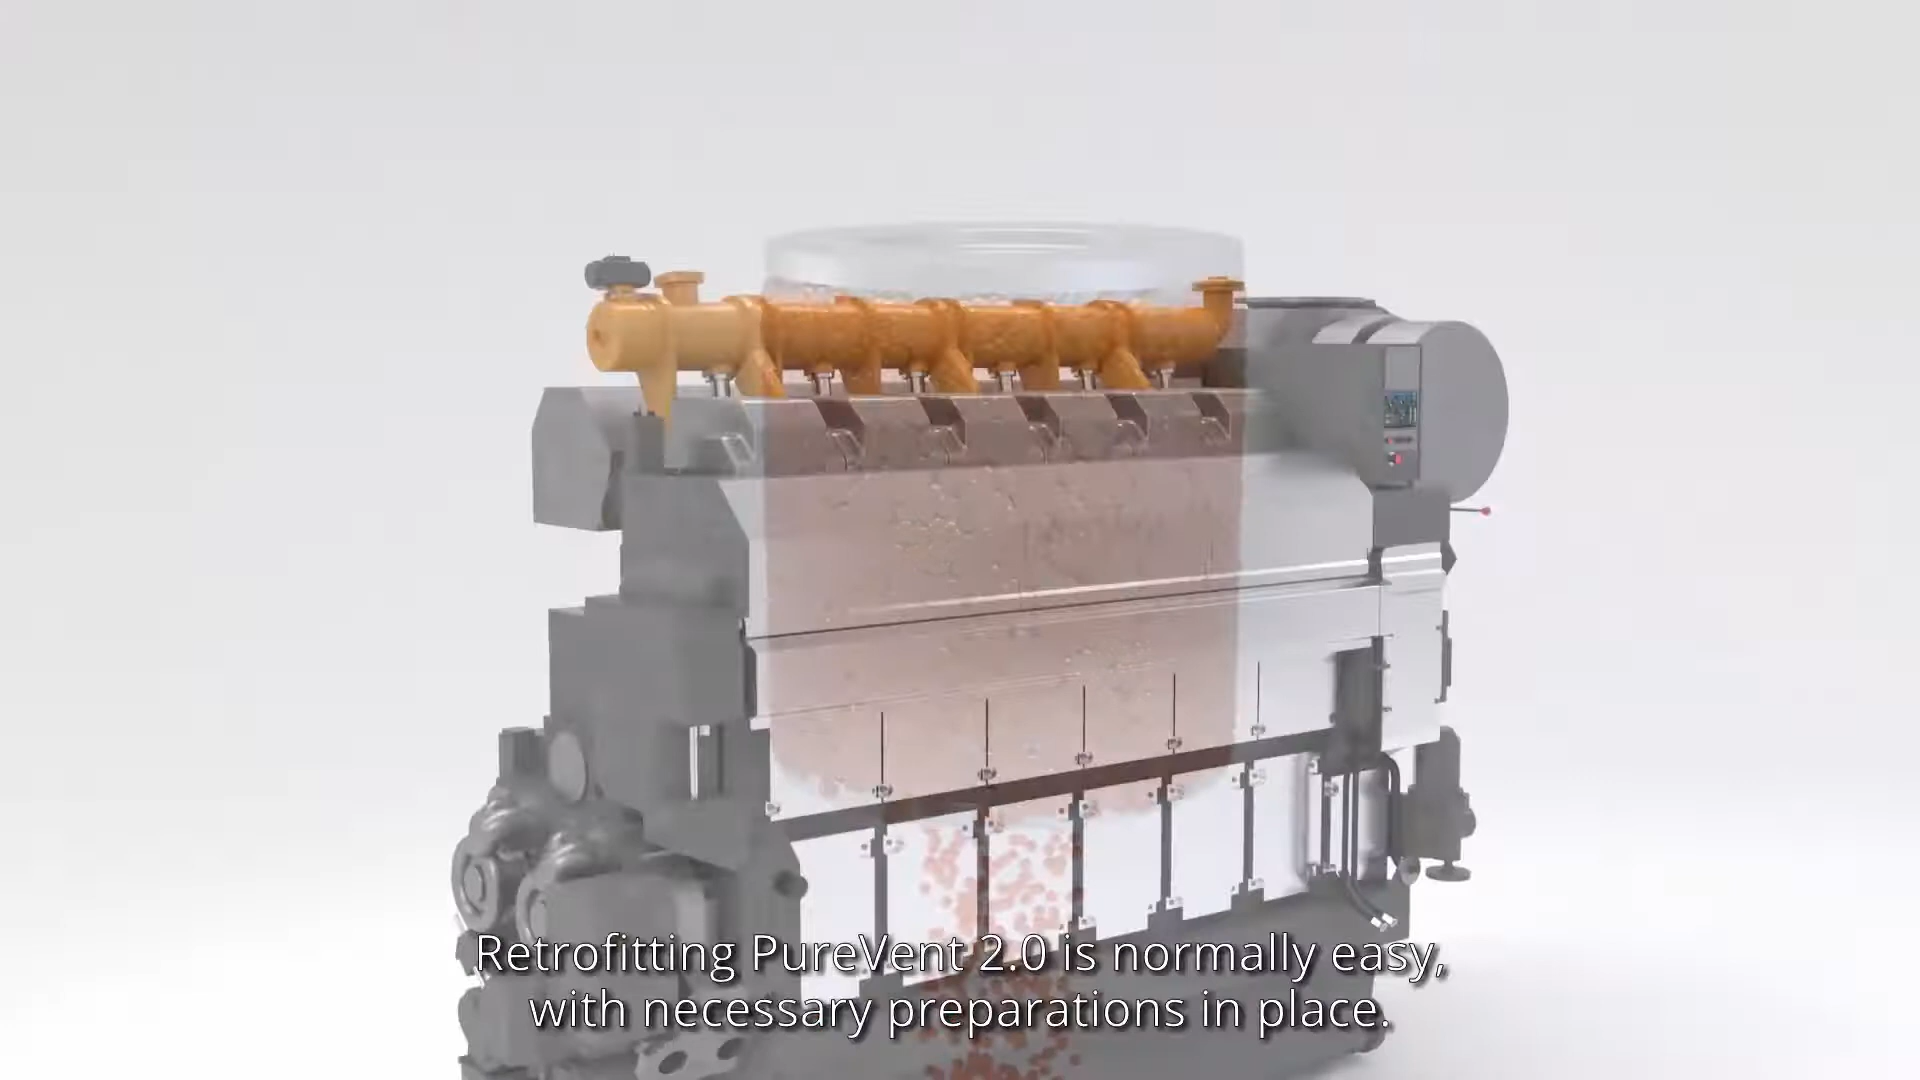 Retrofitting PureVent 2.0 is normally easy,
with necessary preparations in place.